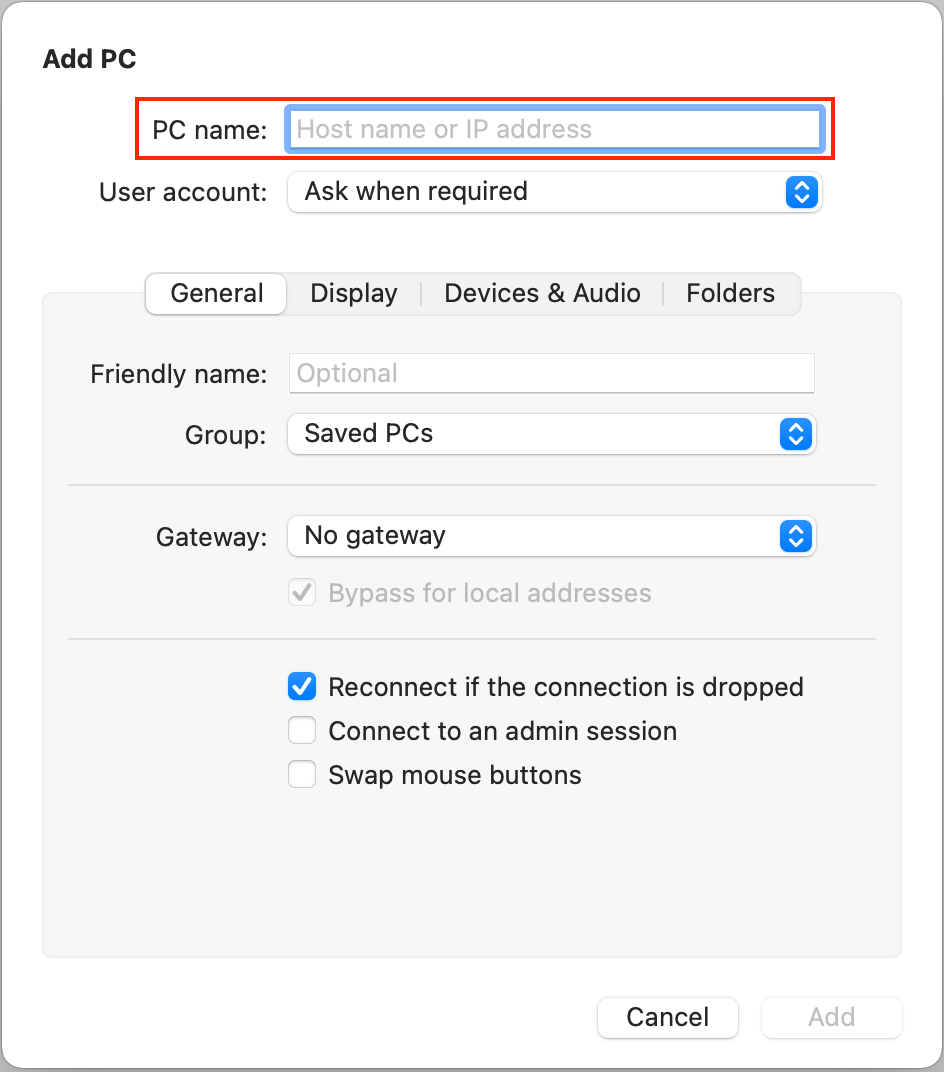 Add PC
PC name: Host name or IP address
User account: Ask when required
General Display Devices & Audio Folders
Friendly name: Optional
Group: Saved PCs
Gateway: No gateway
Bypass for local addresses
Reconnect if the connection is dropped
Connect to an admin session
Swap mouse buttons
Cancel Add